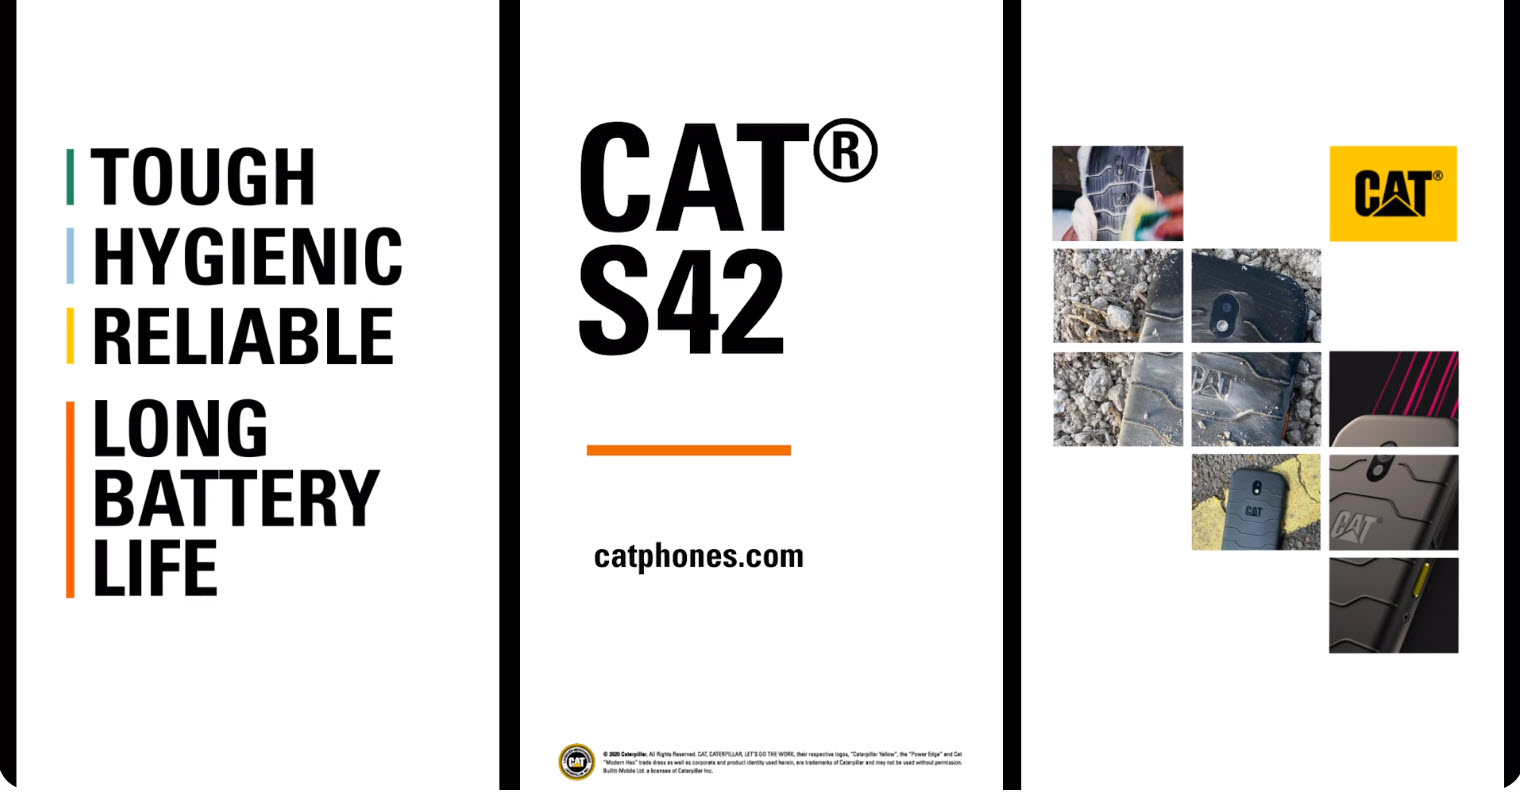 TOUGH
HYGIENIC
RELIABLE
LONG
BATTERY
LIFE
CAT®
S42
catphones.com
CAT
© 2020 Caterpillar. All Rights Reserved. CAT, CATERPILLAR, LET'S DO THE WORK, their respective logos, "Caterpillar Yellow", the "Power Edge" and Cat
"Modern Hex" trade dress as well as corporate and product identity used herein, are trademarks of Caterpillar and may not be used without permission.
Bullitt-Mobile Ltd. a licensee of Caterpillar Inc.
CAT®
CAT
CAT
CAT